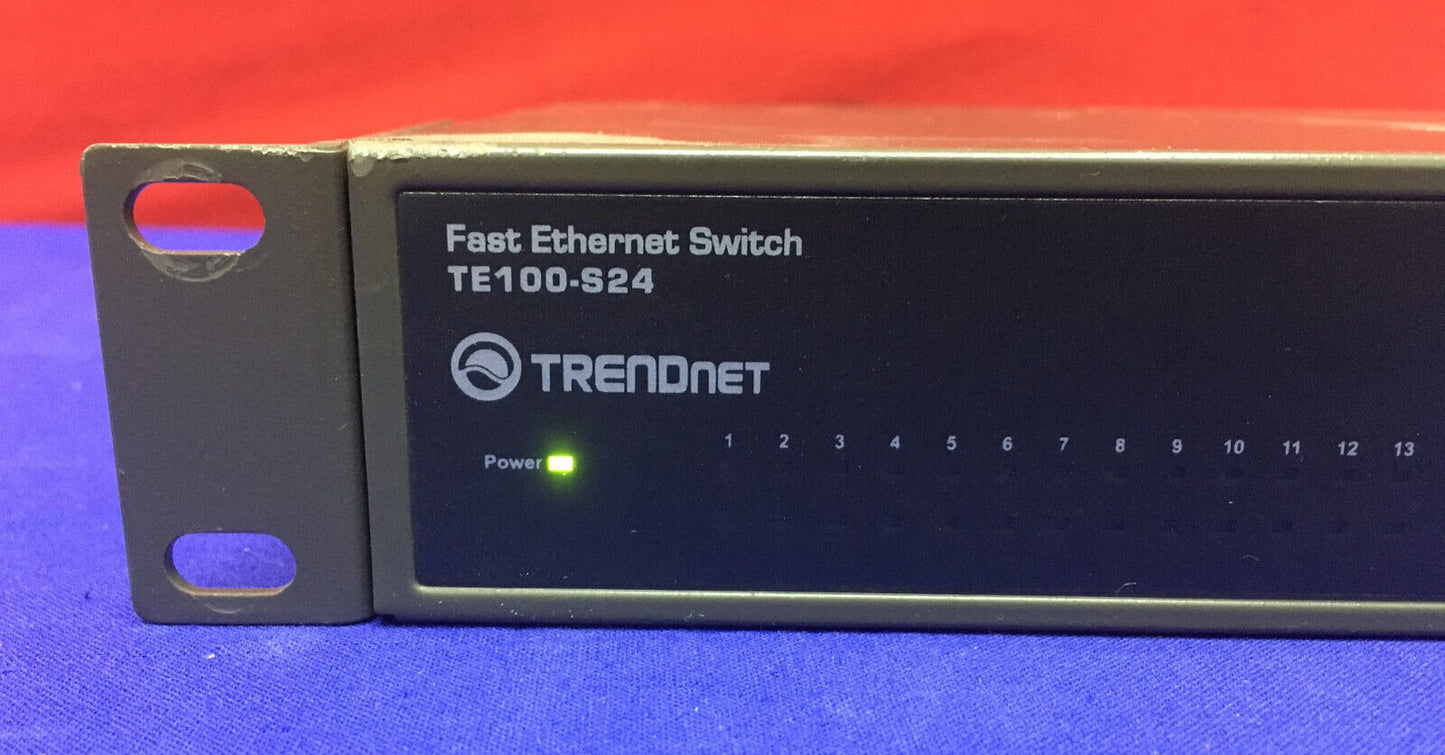 Fast Ethernet Switch
TE100-S24
TRENDNET
Power
1 2 3 4 5 6 7 8 9 10 11 12 13